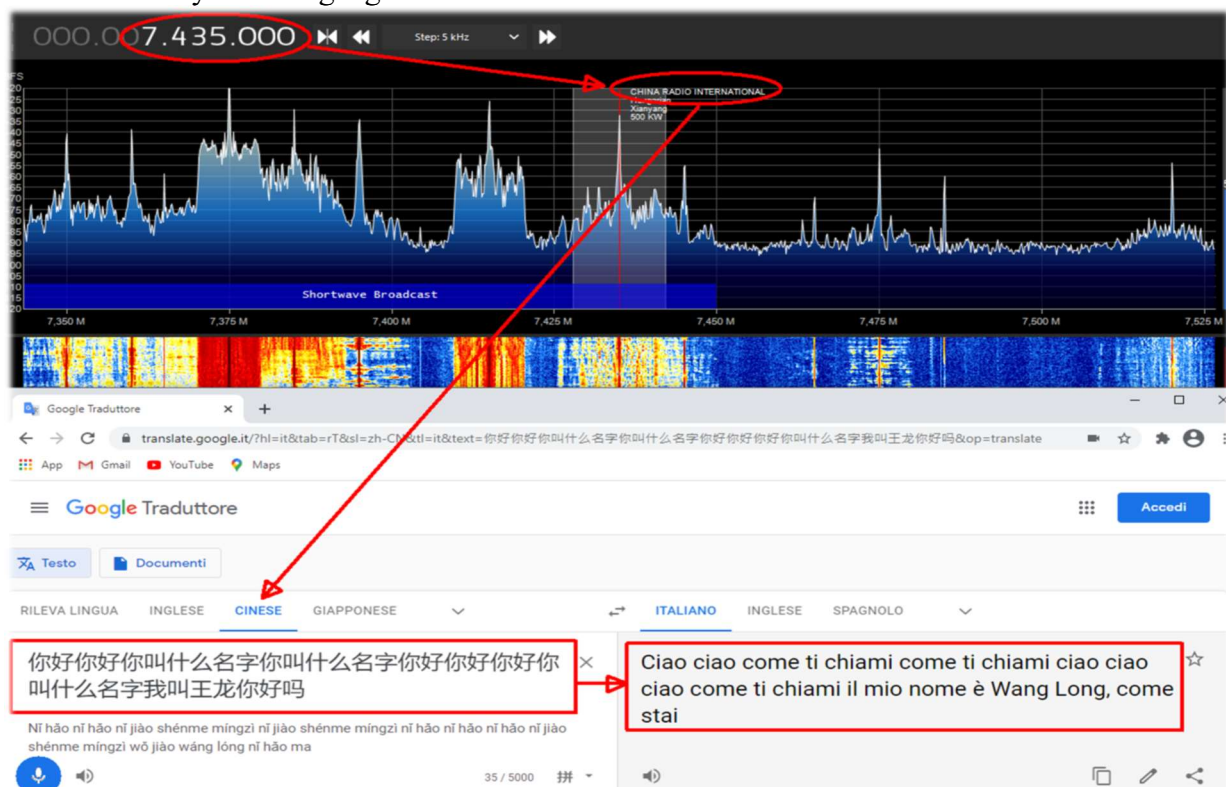 000.007.435.000
Step: 5 kHz
FS
CHINA RADIO INTERNATIONAL
Xianyang
500 KW
Shortwave Broadcast
7,350 M 7,375 M 7,400 M 7,425 M 7,450 M 7,475 M 7,500 M 7,525 M
Google Traduttore
translate.google.it/?hl=it&tab=rT&sl=zh-CN&tl=it&text=你好你好你叫什么名字你叫什么名字你好你好你好你叫什么名字我叫王龙你好吗&op=translate
App Gmail YouTube Maps
Google Traduttore
Accedi
Testo Documenti
RILEVA LINGUA INGLESE CINESE GIAPPONESE
ITALIANO INGLESE SPAGNOLO
你好你好你叫什么名字你叫什么名字你好你好你好你
叫什么名字我叫王龙你好吗
Nǐ hǎo nǐ hǎo nǐ jiào shénme míngzì nǐ jiào shénme míngzì nǐ hǎo nǐ hǎo nǐ hǎo nǐ jiào
shénme míngzì wǒ jiào wáng lóng nǐ hǎo ma
35 / 5000 拼
Ciao ciao come ti chiami come ti chiami ciao ciao
ciao come ti chiami il mio nome è Wang Long, come
stai